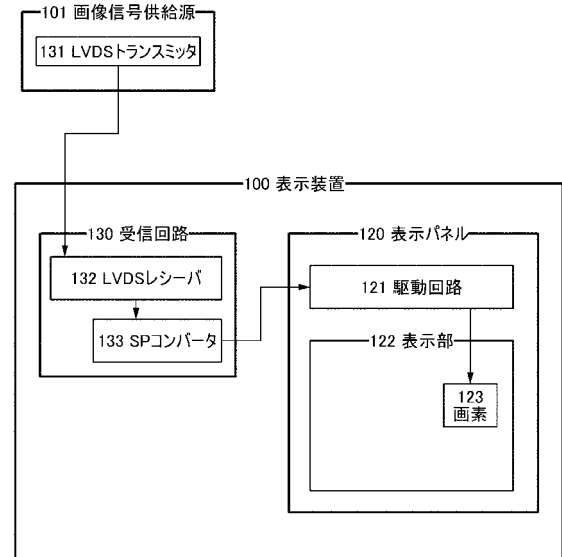 101 画像信号供給源
131 LVDSトランスミッタ
100 表示装置
130 受信回路
132 LVDSレシーバ
133 SPコンバータ
120 表示パネル
121 駆動回路
122 表示部
123
画素